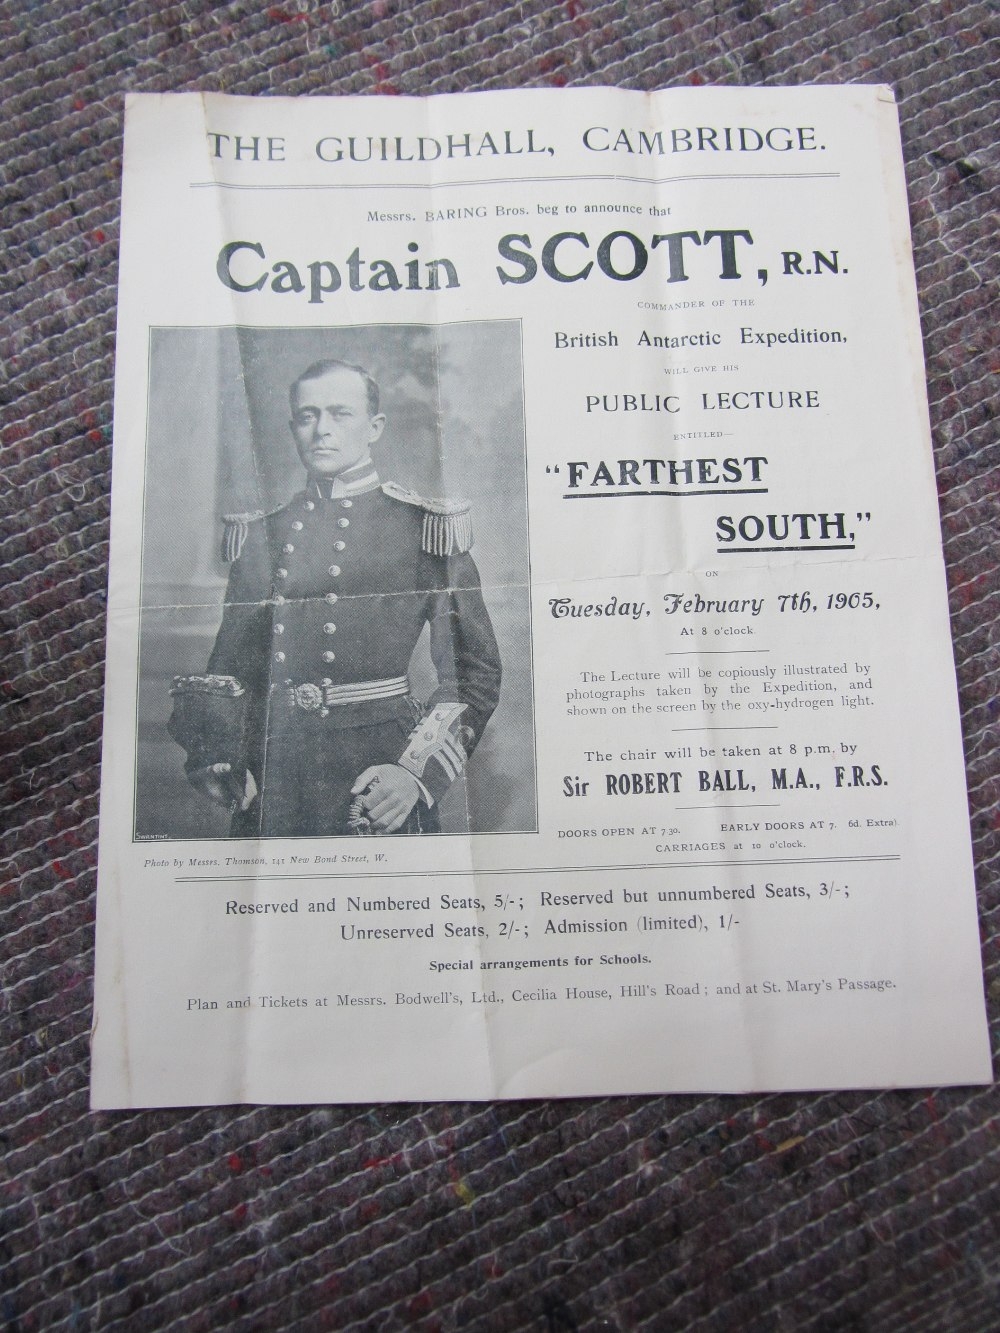 THE GUILDHALL, CAMBRIDGE.
Messrs. BARING Bros. beg to announce that
Captain SCOTT, R.N.
COMMANDER OF THE
British Antarctic Expedition,
WILL GIVE HIS
PUBLIC LECTURE
ENTITLED—
"FARTHEST
SOUTH,"
ON
Tuesday, February 7th, 1905,
At 8 o'clock.
The Lecture will be copiously illustrated by
photographs taken by the Expedition, and
shown on the screen by the oxy-hydrogen light.
The chair will be taken at 8 p.m. by
Sir ROBERT BALL, M.A., F.R.S.
DOORS OPEN AT 7 30. EARLY DOORS AT 7. 6d. Extra).
CARRIAGES at 10 o'clock.
SWANTINE.
Photo by Messrs. Thomson, 141 New Bond Street, W.
Reserved and Numbered Seats, 5/-; Reserved but unnumbered Seats, 3/-;
Unreserved Seats, 2/-; Admission (limited), 1/-
Special arrangements for Schools.
Plan and Tickets at Messrs. Bodwell's, Ltd., Cecilia House, Hill's Road; and at St. Mary's Passage.